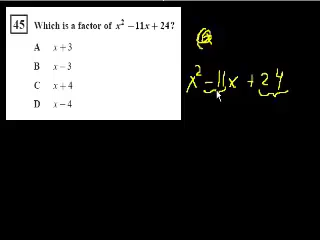 45 Which is a factor of x² −11x + 24?
A x + 3
B x − 3
C x + 4
D x − 4
x² − 11x + 24